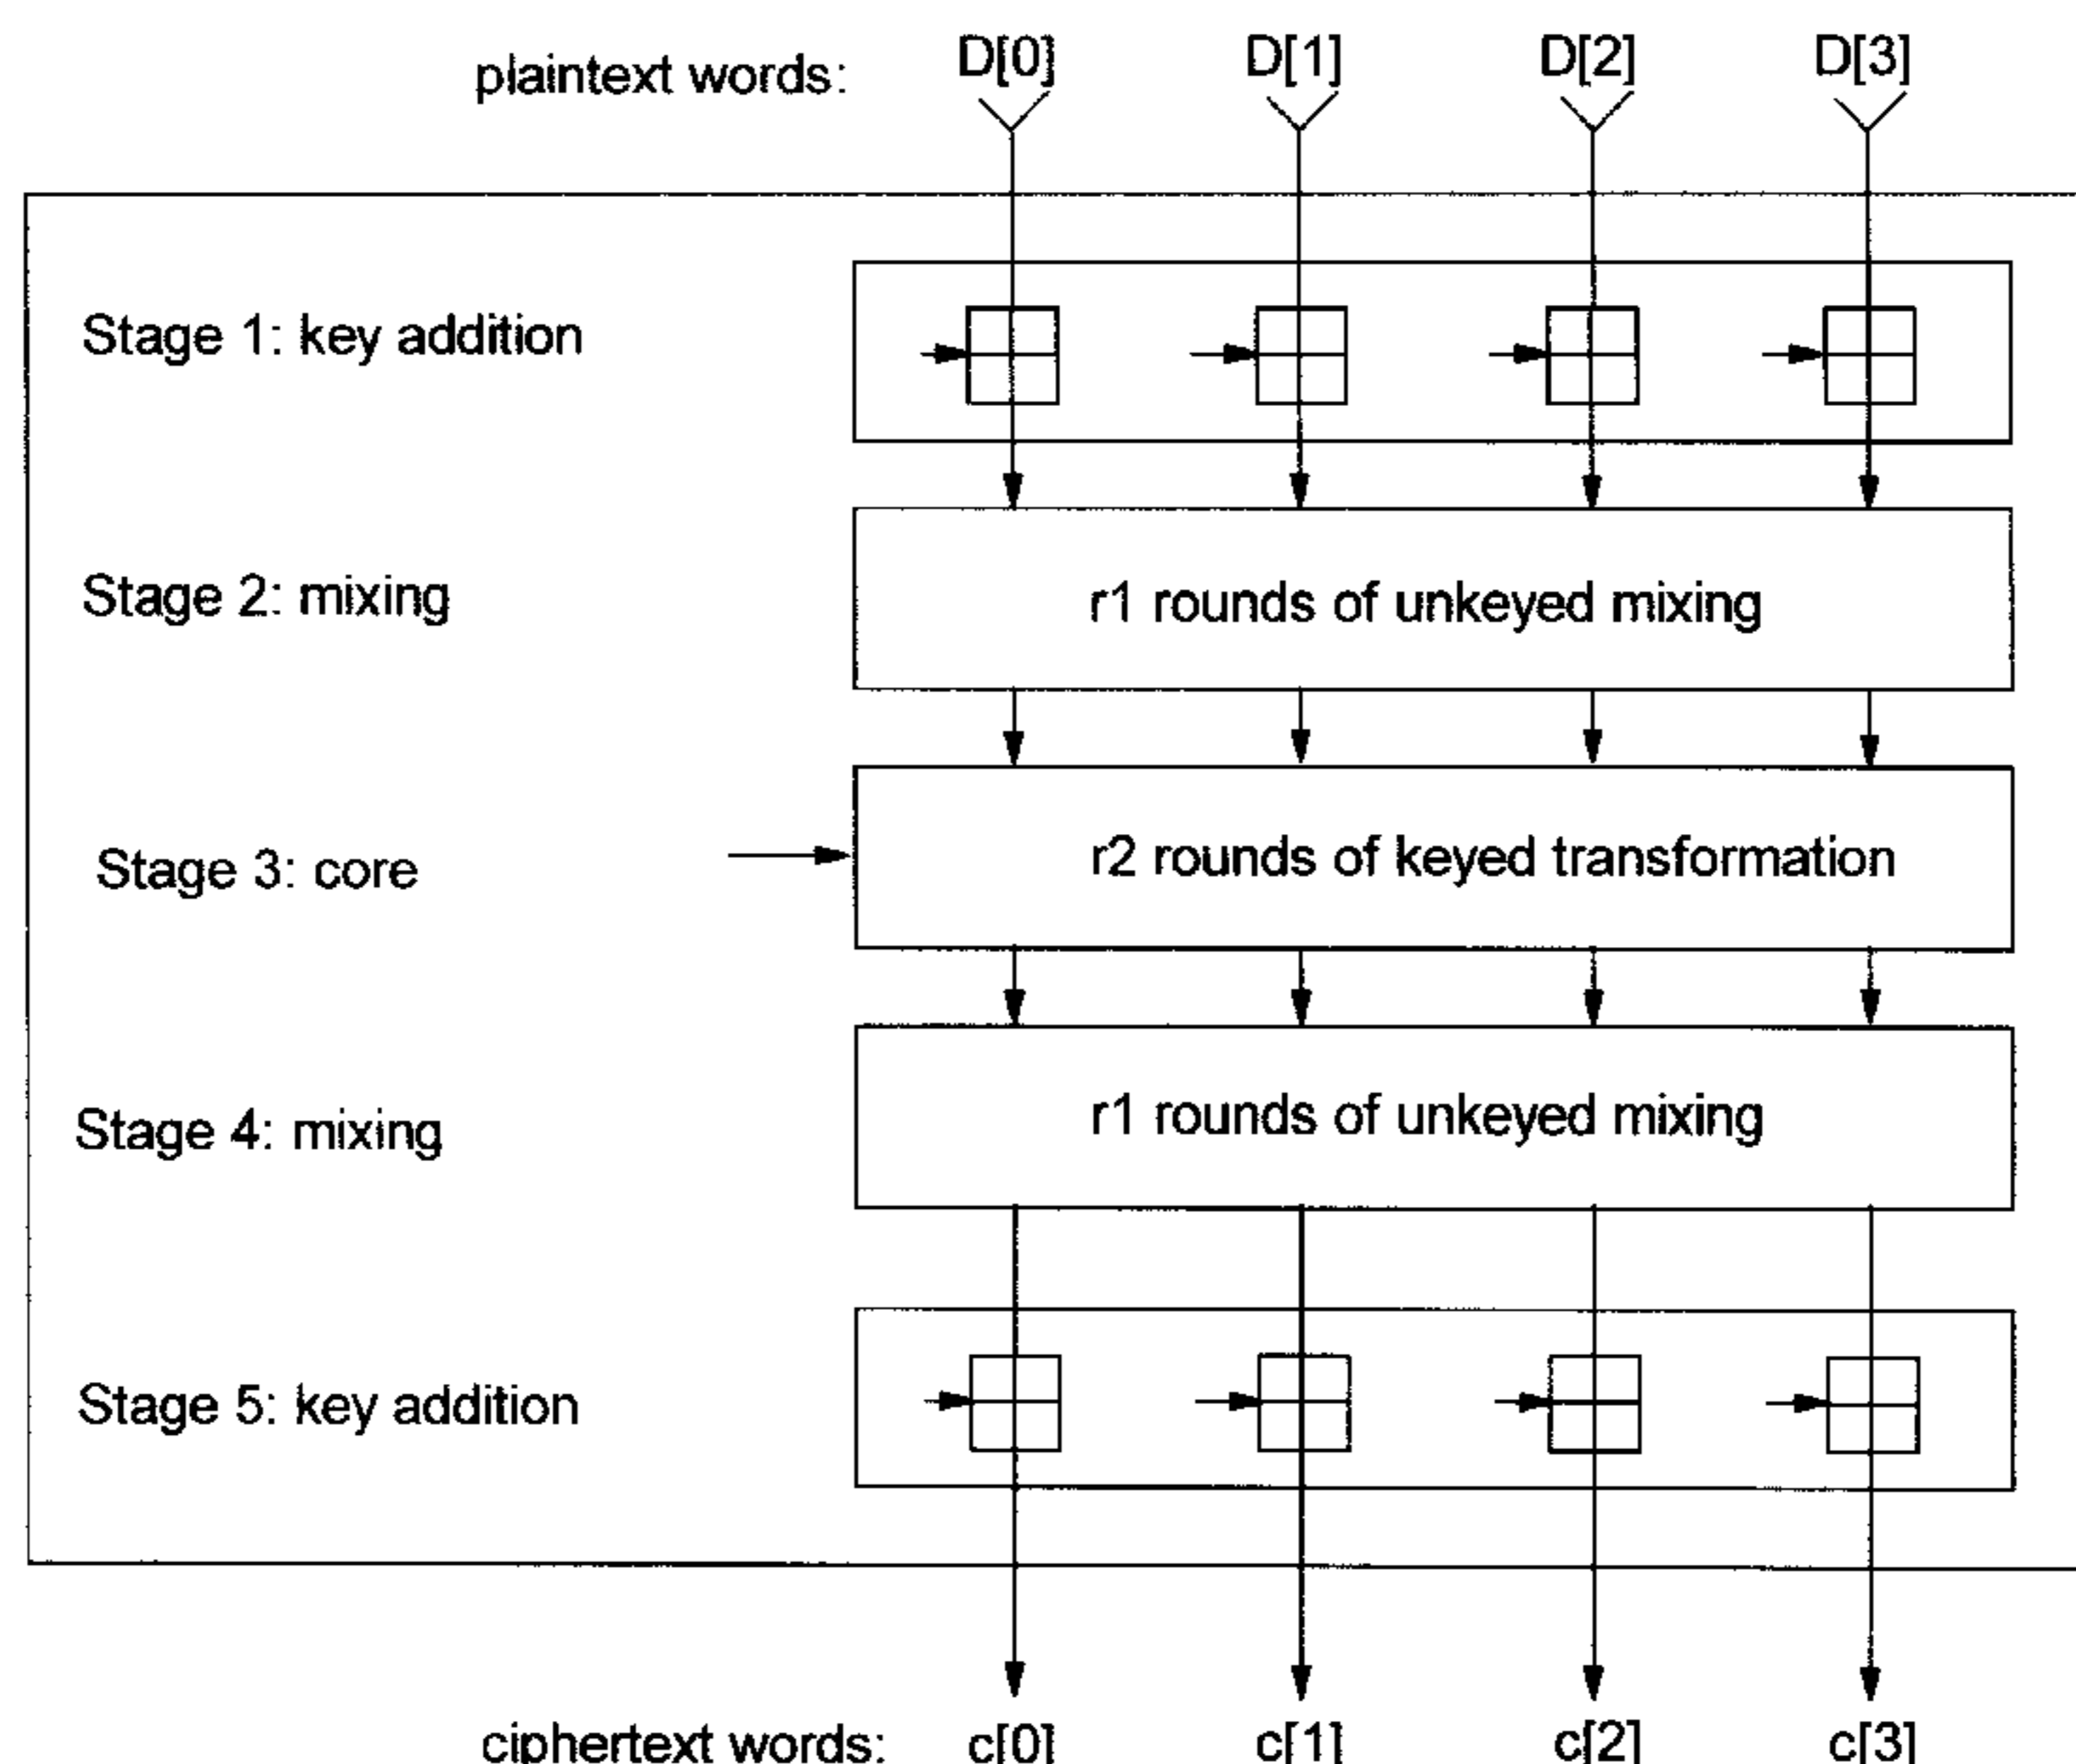 plaintext words: D[0] D[1] D[2] D[3]
Stage 1: key addition
Stage 2: mixing r1 rounds of unkeyed mixing
Stage 3: core r2 rounds of keyed transformation
Stage 4: mixing r1 rounds of unkeyed mixing
Stage 5: key addition
ciphertext words: c[0] c[1] c[2] c[3]